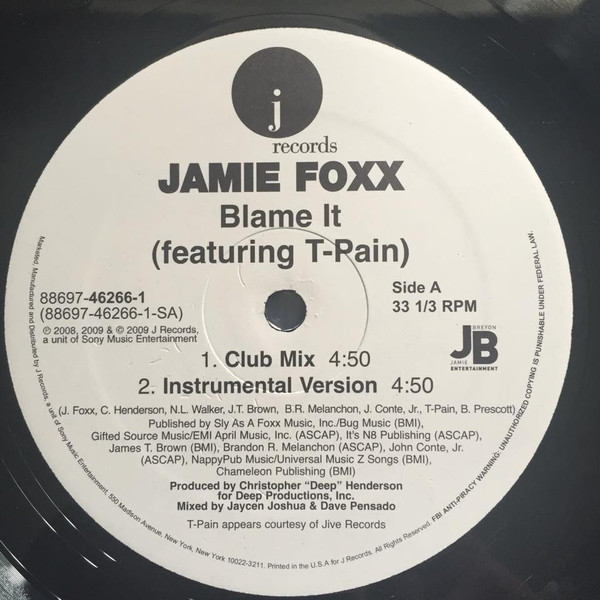 j
records
JAMIE FOXX
Blame It
(featuring T-Pain)
88697-46266-1
(88697-46266-1-SA)
℗ 2008, 2009 & © 2009 J Records,
a unit of Sony Music Entertainment
Side A
33 1/3 RPM
JB
BREYON
JAMIE
ENTERTAINMENT
1. Club Mix 4:50
2. Instrumental Version 4:50
(J. Foxx, C. Henderson, N.L. Walker, J.T. Brown, B.R. Melanchon, J. Conte, Jr., T-Pain, B. Prescott)
Published by Sly As A Foxx Music, Inc./Bug Music (BMI),
Gifted Source Music/EMI April Music, Inc. (ASCAP), It's N8 Publishing (ASCAP),
James T. Brown (BMI), Brandon R. Melanchon (ASCAP), John Conte, Jr.
(ASCAP), NappyPub Music/Universal Music Z Songs (BMI),
Chameleon Publishing (BMI)
Produced by Christopher "Deep" Henderson
for Deep Productions, Inc.
Mixed by Jaycen Joshua & Dave Pensado
T-Pain appears courtesy of Jive Records
Marketed, Manufactured and Distributed by J Records, a unit of Sony Music Entertainment, 550 Madison Avenue, New York, New York 10022-3211. Printed in the U.S.A for J Records. All Rights Reserved. FBI ANTI-PIRACY WARNING: UNAUTHORIZED COPYING IS PUNISHABLE UNDER FEDERAL LAW.